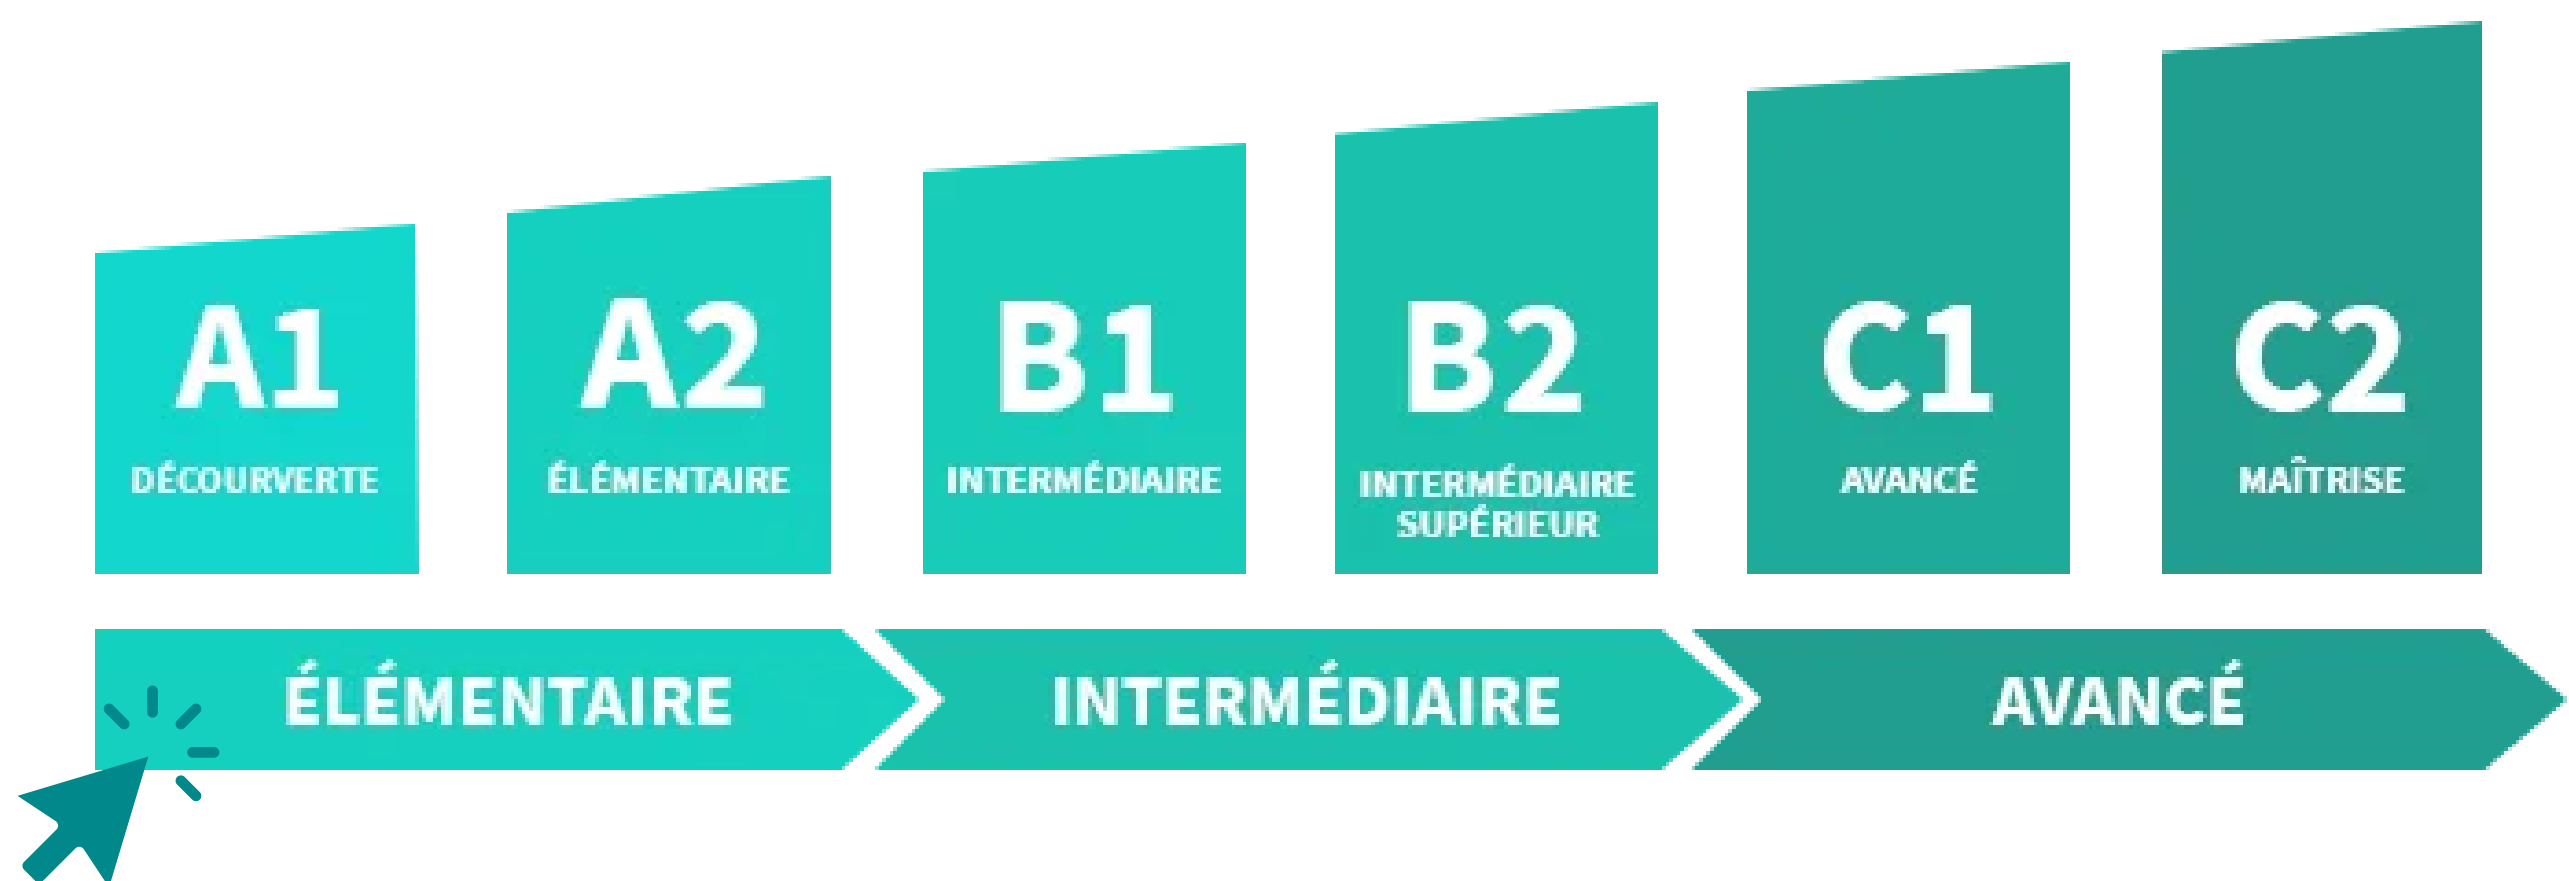 A1
DÉCOURVERTE
A2
ÉLÉMENTAIRE
B1
INTERMÉDIAIRE
B2
INTERMÉDIAIRE
SUPÉRIEUR
C1
AVANCÉ
C2
MAÎTRISE
ÉLÉMENTAIRE
INTERMÉDIAIRE
AVANCÉ